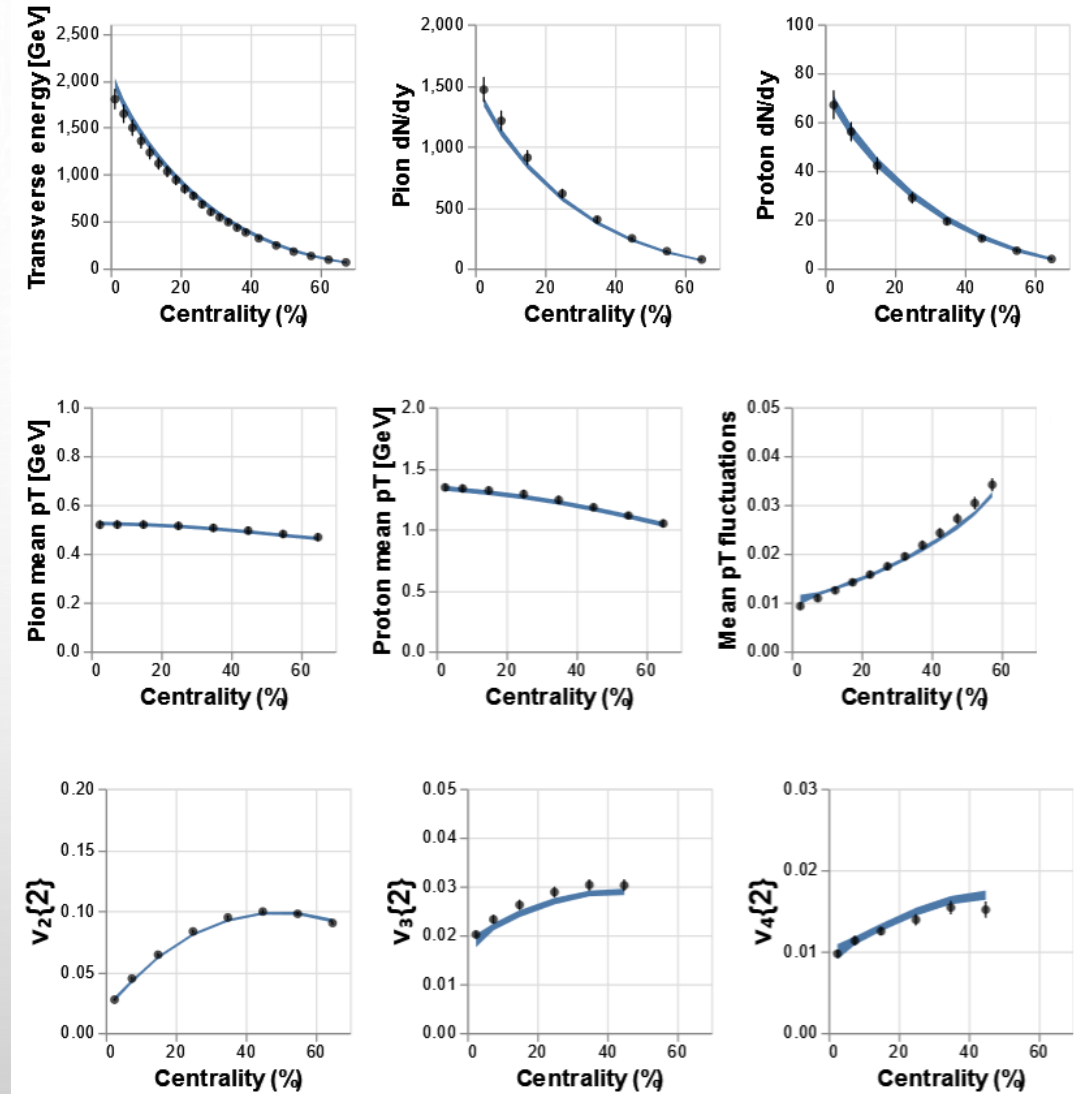 Transverse energy [GeV]
2,500
2,000
1,500
1,000
500
0
0 20 40 60
Centrality (%)
Pion dN/dy
2,000
1,500
1,000
500
0
0 20 40 60
Centrality (%)
Proton dN/dy
100
80
60
40
20
0
0 20 40 60
Centrality (%)
Pion mean pT [GeV]
1.0
0.8
0.6
0.4
0.2
0.0
0 20 40 60
Centrality (%)
Proton mean pT [GeV]
2.0
1.5
1.0
0.5
0.0
0 20 40 60
Centrality (%)
Mean pT fluctuations
0.05
0.04
0.03
0.02
0.01
0.00
0 20 40 60
Centrality (%)
v₂{2}
0.20
0.15
0.10
0.05
0.00
0 20 40 60
Centrality (%)
v₃{2}
0.05
0.04
0.03
0.02
0.01
0.00
0 20 40 60
Centrality (%)
v₄{2}
0.03
0.02
0.01
0.00
0 20 40 60
Centrality (%)